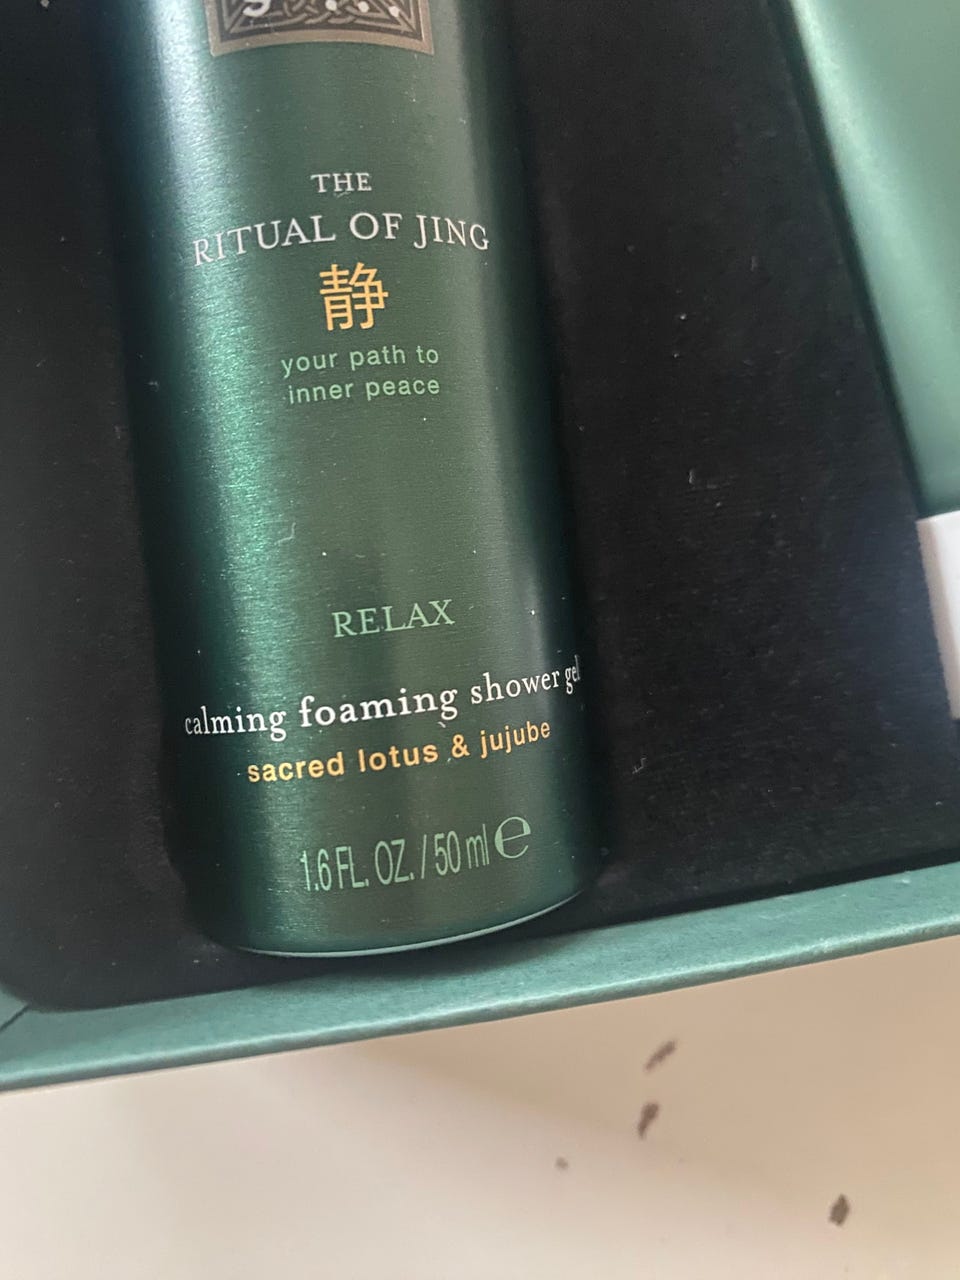 THE
RITUAL OF JING
静
your path to
inner peace
RELAX
calming foaming shower gel
sacred lotus & jujube
1.6 FL. OZ. / 50 ml e